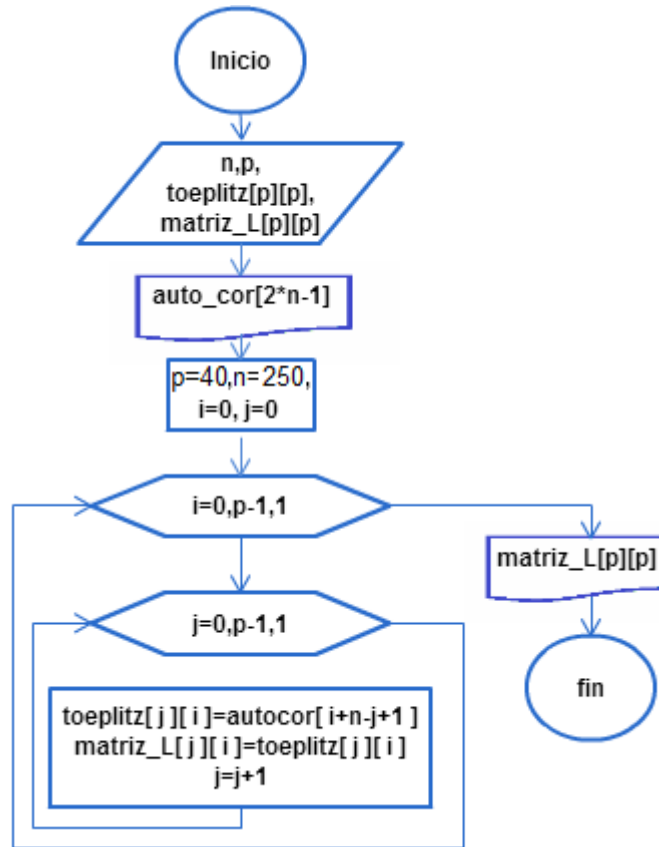 Inicio
n,p,
toeplitz[p][p],
matriz_L[p][p]
auto_cor[2*n-1]
p=40,n=250,
i=0, j=0
i=0,p-1,1
matriz_L[p][p]
j=0,p-1,1
fin
toeplitz[ j ][ i ]=autocor[ i+n-j+1 ]
matriz_L[ j ][ i ]=toeplitz[ j ][ i ]
j=j+1